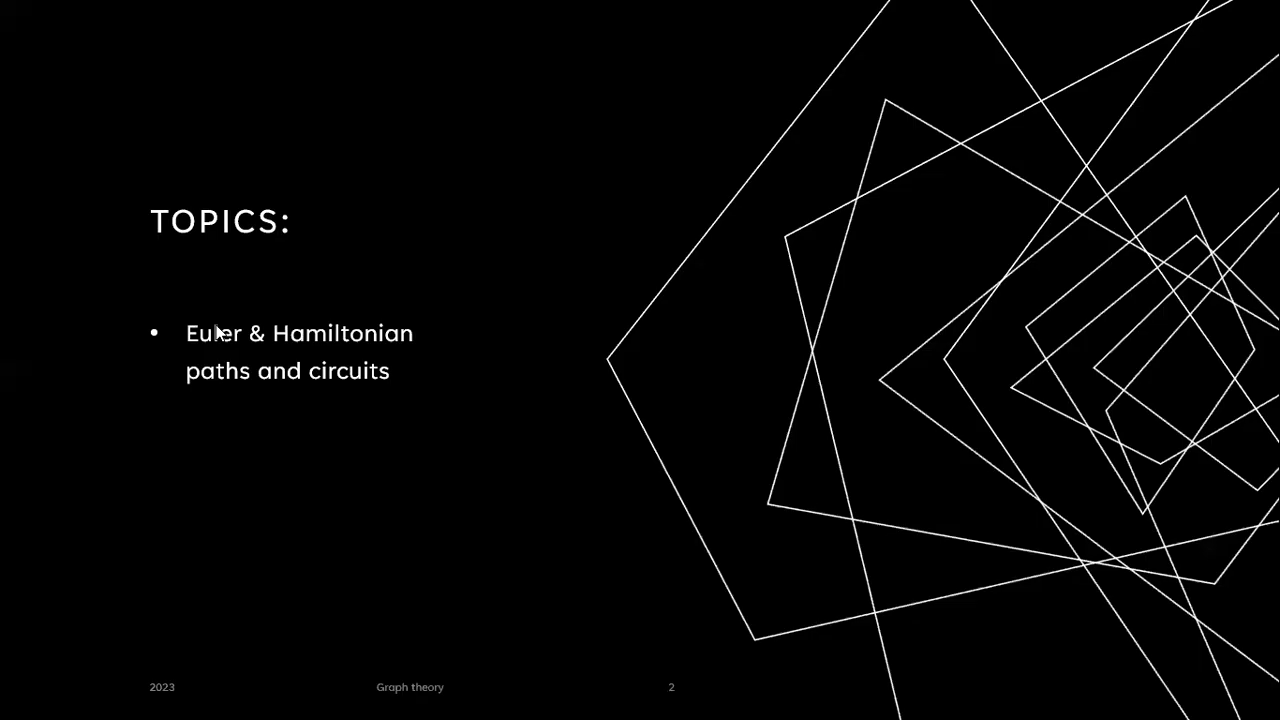 TOPICS:
• Euler & Hamiltonian
paths and circuits
2023 Graph theory 2